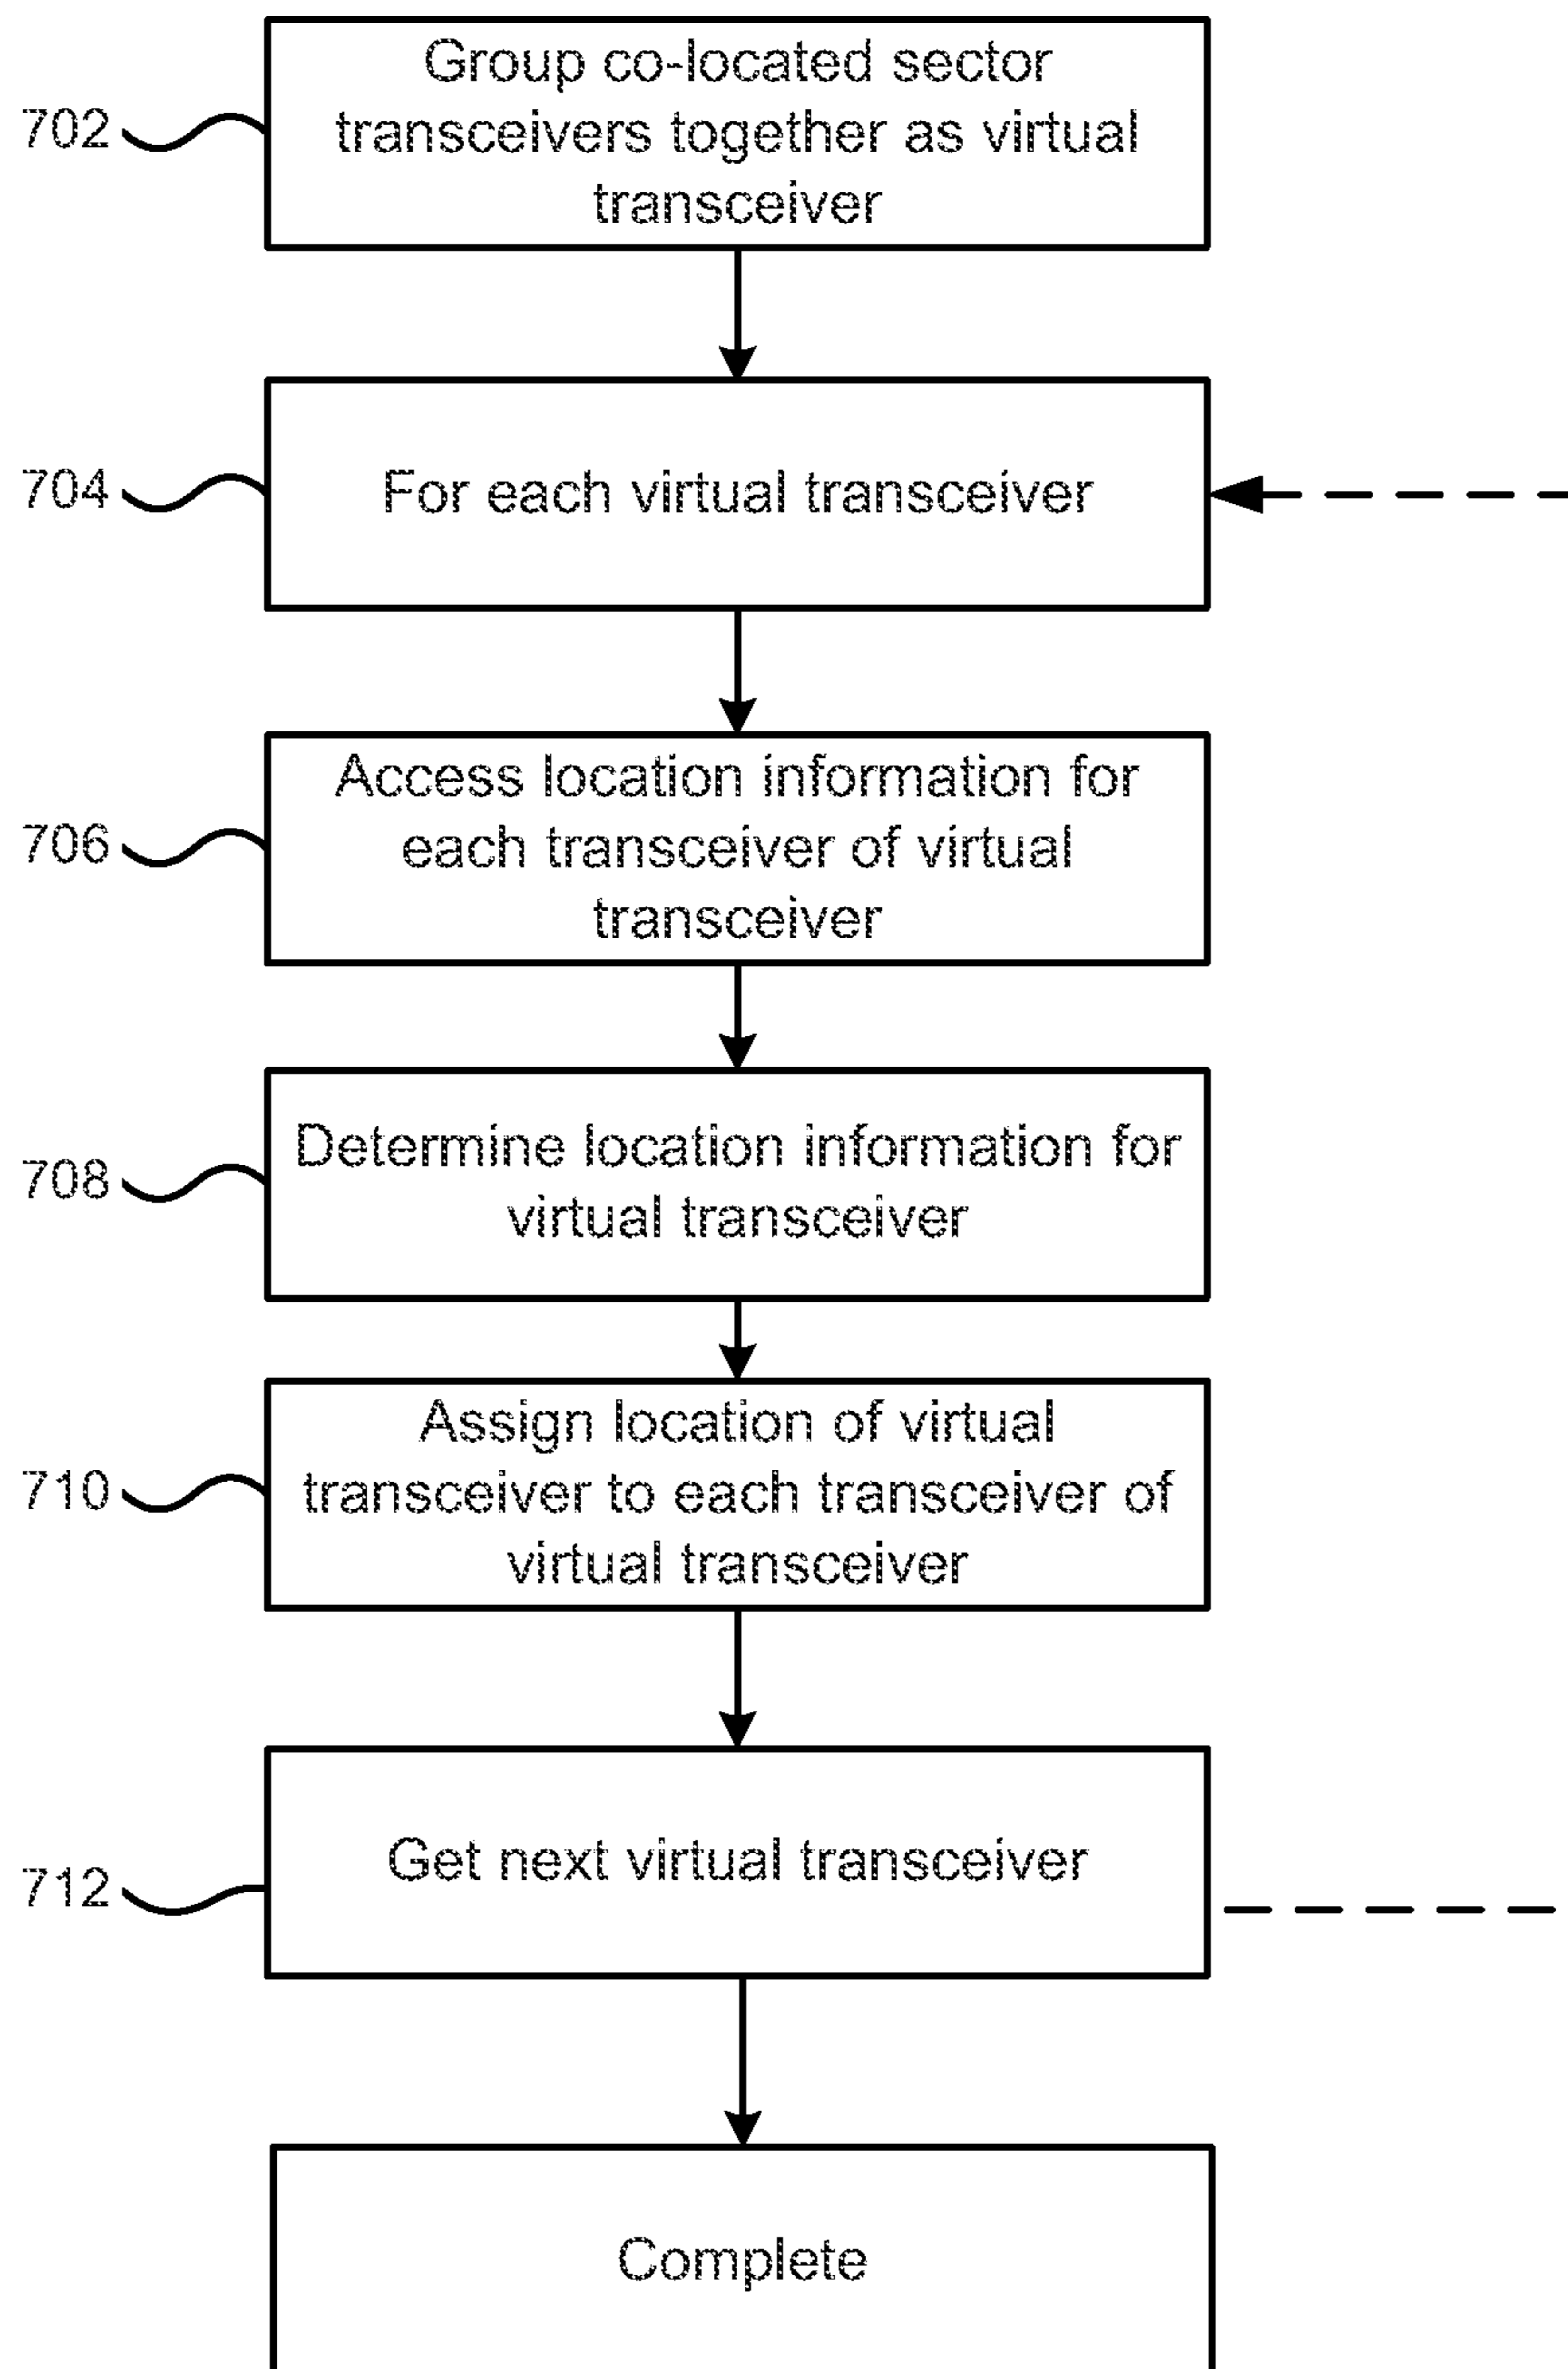 Group co-located sector
702
transceivers together as virtual
transceiver
704
For each virtual transceiver
Access location information for
706
each transceiver of virtual
transceiver
Determine location information for
708
virtual transceiver
Assign location of virtual
710
transceiver to each transceiver of
virtual transceiver
Get next virtual transceiver
712
Complete